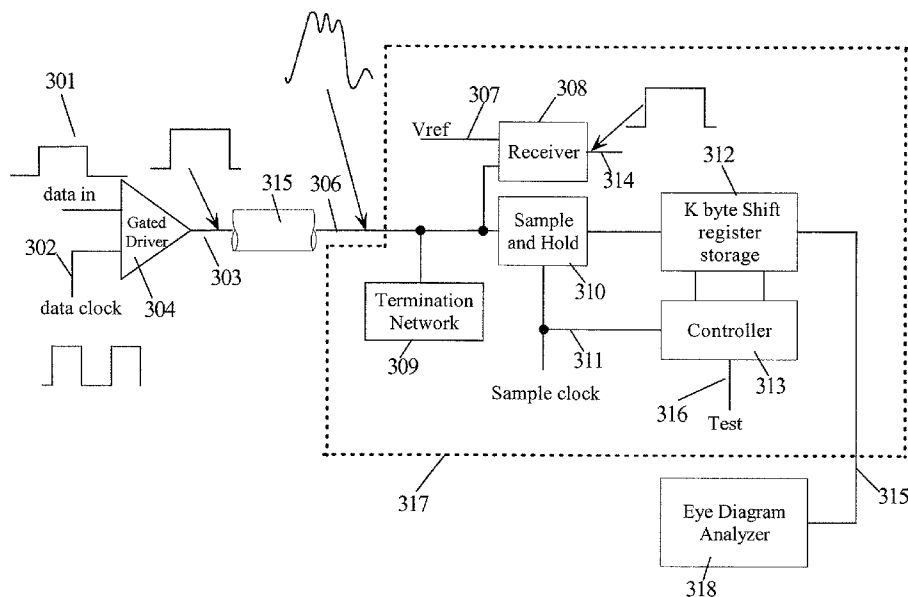 301
data in
302
data clock
Gated
Driver
304
303
315
306
Vref
307
308
Receiver
314
Sample
and Hold
310
Termination
Network
309
311
Sample clock
312
K byte Shift
register
storage
Controller
313
316
Test
317
315
Eye Diagram
Analyzer
318